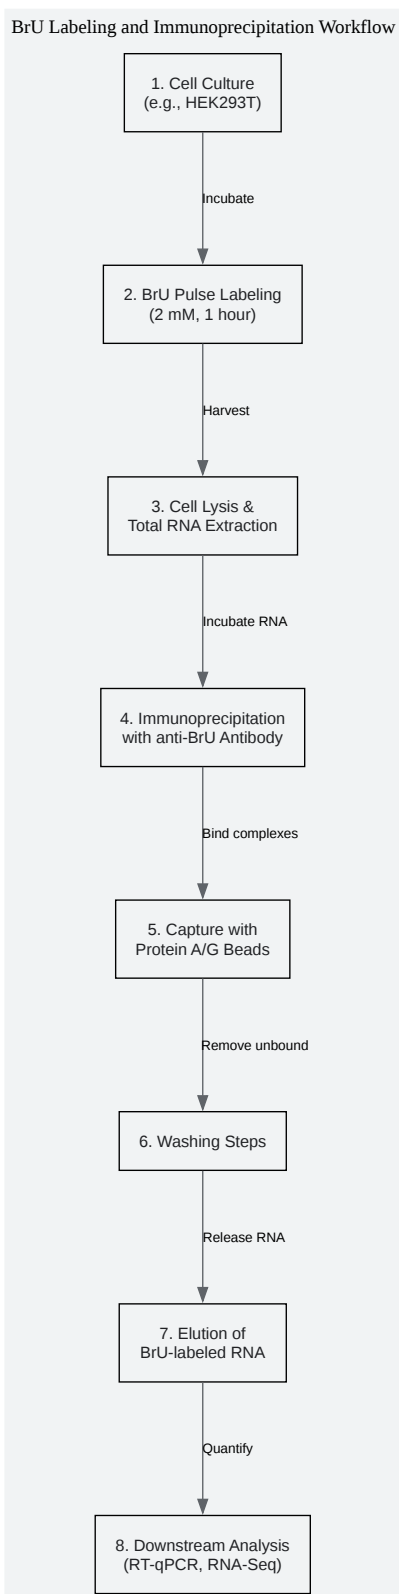 BrU Labeling and Immunoprecipitation Workflow
1. Cell Culture
(e.g., HEK293T)
Incubate
2. BrU Pulse Labeling
(2 mM, 1 hour)
Harvest
3. Cell Lysis &
Total RNA Extraction
Incubate RNA
4. Immunoprecipitation
with anti-BrU Antibody
Bind complexes
5. Capture with
Protein A/G Beads
Remove unbound
6. Washing Steps
Release RNA
7. Elution of
BrU-labeled RNA
Quantify
8. Downstream Analysis
(RT-qPCR, RNA-Seq)